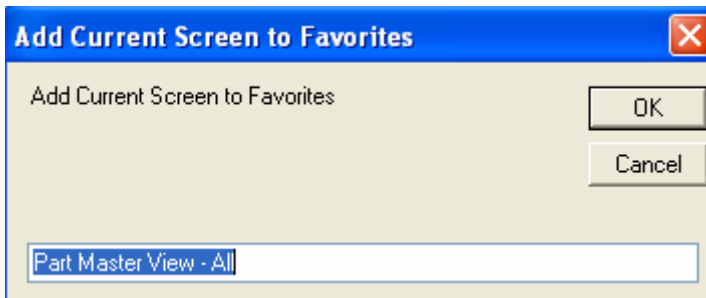 Add Current Screen to Favorites
Add Current Screen to Favorites
OK
Cancel
Part Master View - All